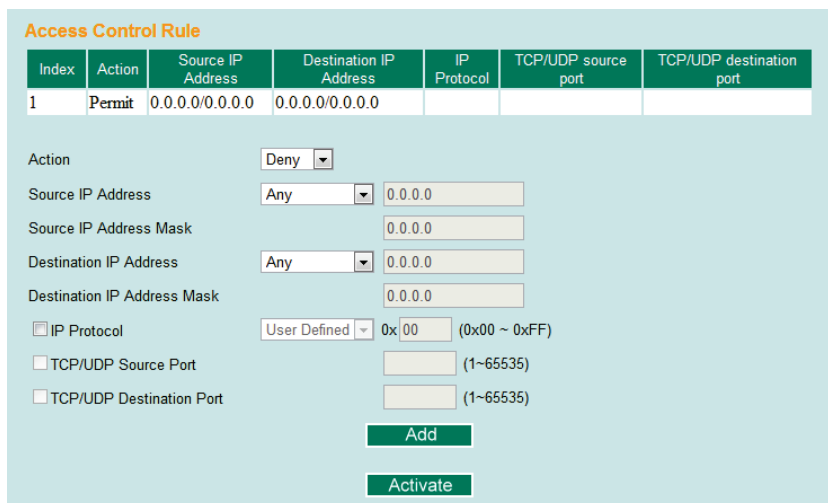 Access Control Rule
Index Action Source IP Address Destination IP Address IP Protocol TCP/UDP source port TCP/UDP destination port
1 Permit 0.0.0.0/0.0.0.0 0.0.0.0/0.0.0.0
Action Deny
Source IP Address Any 0.0.0.0
Source IP Address Mask 0.0.0.0
Destination IP Address Any 0.0.0.0
Destination IP Address Mask 0.0.0.0
IP Protocol User Defined 0x 00 (0x00 ~ 0xFF)
TCP/UDP Source Port (1~65535)
TCP/UDP Destination Port (1~65535)
Add
Activate